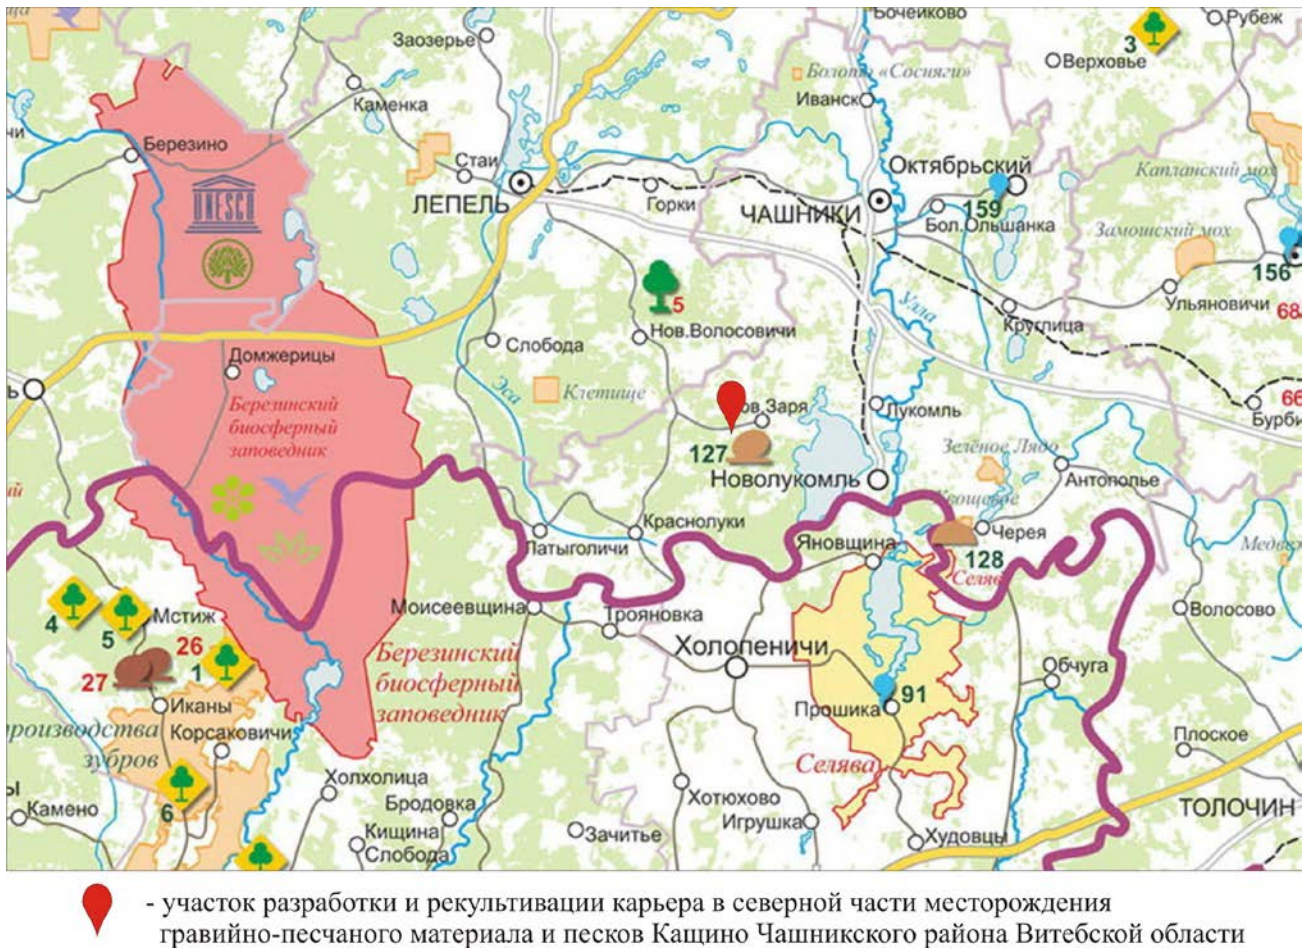 Бочейково
Рубеж
3
Заозерье
Верховье
Болото «Сосняги»
Каменка
Иванск
Березино
Стаи
Октябрьский
Капланский мох
UNESCO
ЛЕПЕЛЬ
Горки
ЧАШНИКИ
159
Бол.Ольшанка
Замошский мох
156
Ульяновичи
5
Улла
68
Нов.Волосовичи
Круглица
Слобода
Домжерицы
Эса
Клетище
66
Березинский
биосферный
заповедник
Заря
Лукомль
127
Зелёное Лядо
Новолукомль
Антополье
Краснолуки
Латыголичи
Яновщина
Черея
128
Селяв
4
5
Мстиж
Моисеевщина
Трояновка
Волосово
26
1
27
Холопеничи
Березинский
биосферный
заповедник
Обчуга
91
Иканы
Прошика
производства
зубров
Корсаковичи
Плоское
Селява
Холхолица
6
Камено
Бродовка
Хотюхово
Игрушка
ТОЛОЧИН
Кищина
Слобода
Зачитье
Худовцы
- участок разработки и рекультивации карьера в северной части месторождения
гравийно-песчаного материала и песков Кащино Чашникского района Витебской области